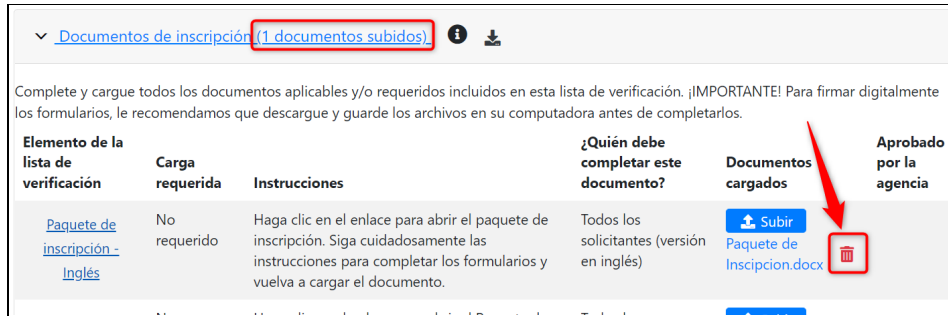 Documentos de inscripción (1 documentos subidos)
Complete y cargue todos los documentos aplicables y/o requeridos incluidos en esta lista de verificación. ¡IMPORTANTE! Para firmar digitalmente
los formularios, le recomendamos que descargue y guarde los archivos en su computadora antes de completarlos.
Elemento de la
lista de
verificación
Carga
requerida
Instrucciones
¿Quién debe
completar este
documento?
Documentos
cargados
Aprobado
por la
agencia
Paquete de
inscripción -
Inglés
No
requerido
Haga clic en el enlace para abrir el paquete de
inscripción. Siga cuidadosamente las
instrucciones para completar los formularios y
vuelva a cargar el documento.
Todos los
solicitantes (versión
en inglés)
Subir
Paquete de
Inscipcion.docx